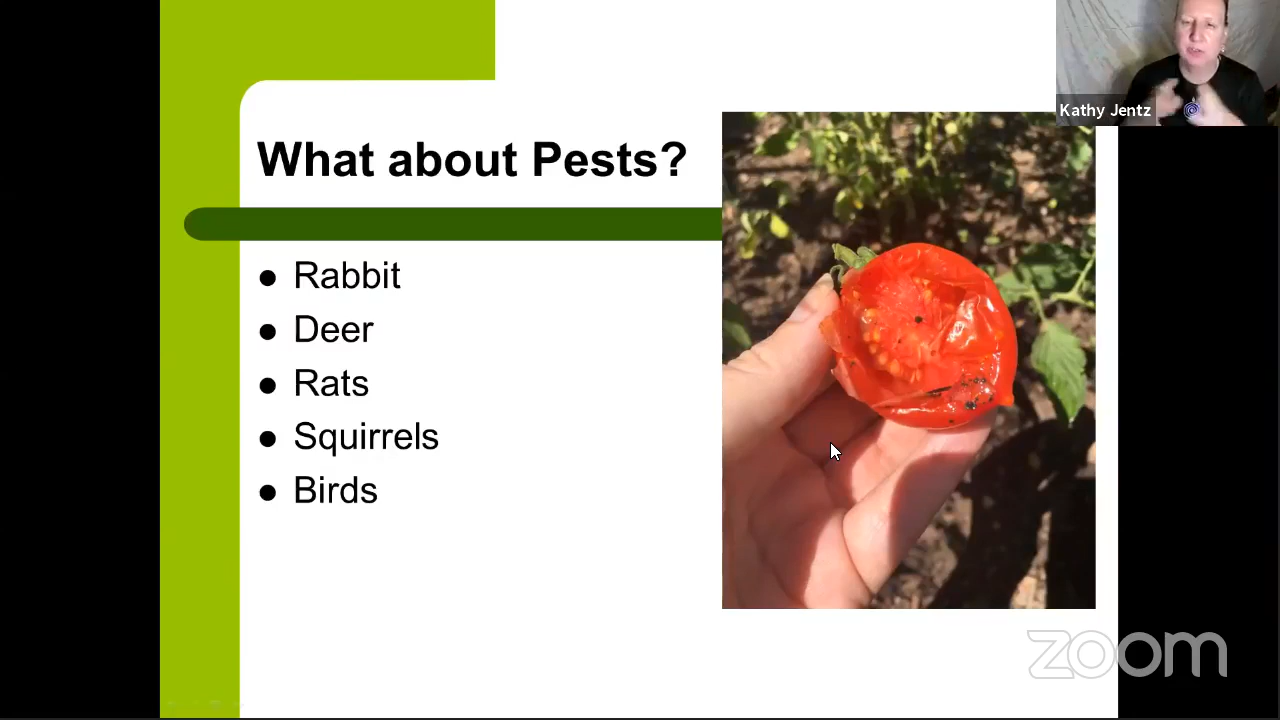 Kathy Jentz
What about Pests?
● Rabbit
● Deer
● Rats
● Squirrels
● Birds
zoom